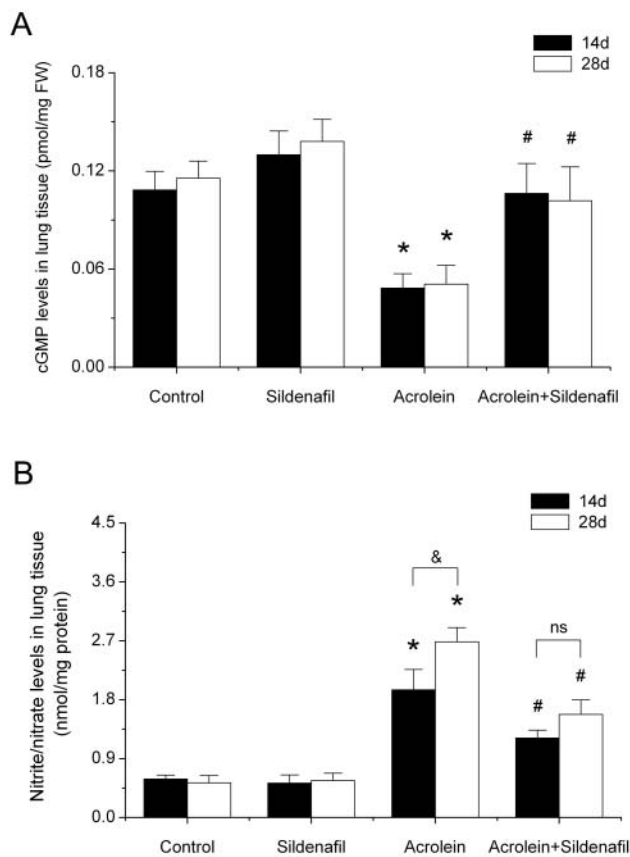 A
14d
28d
cGMP levels in lung tissue (pmol/mg FW)
0.18
0.12
0.06
0.00
* * # #
Control Sildenafil Acrolein Acrolein+Sildenafil
B
14d
28d
Nitrite/nitrate levels in lung tissue
(nmol/mg protein)
4.5
3.6
2.7
1.8
0.9
0.0
&
* *
ns
# #
Control Sildenafil Acrolein Acrolein+Sildenafil